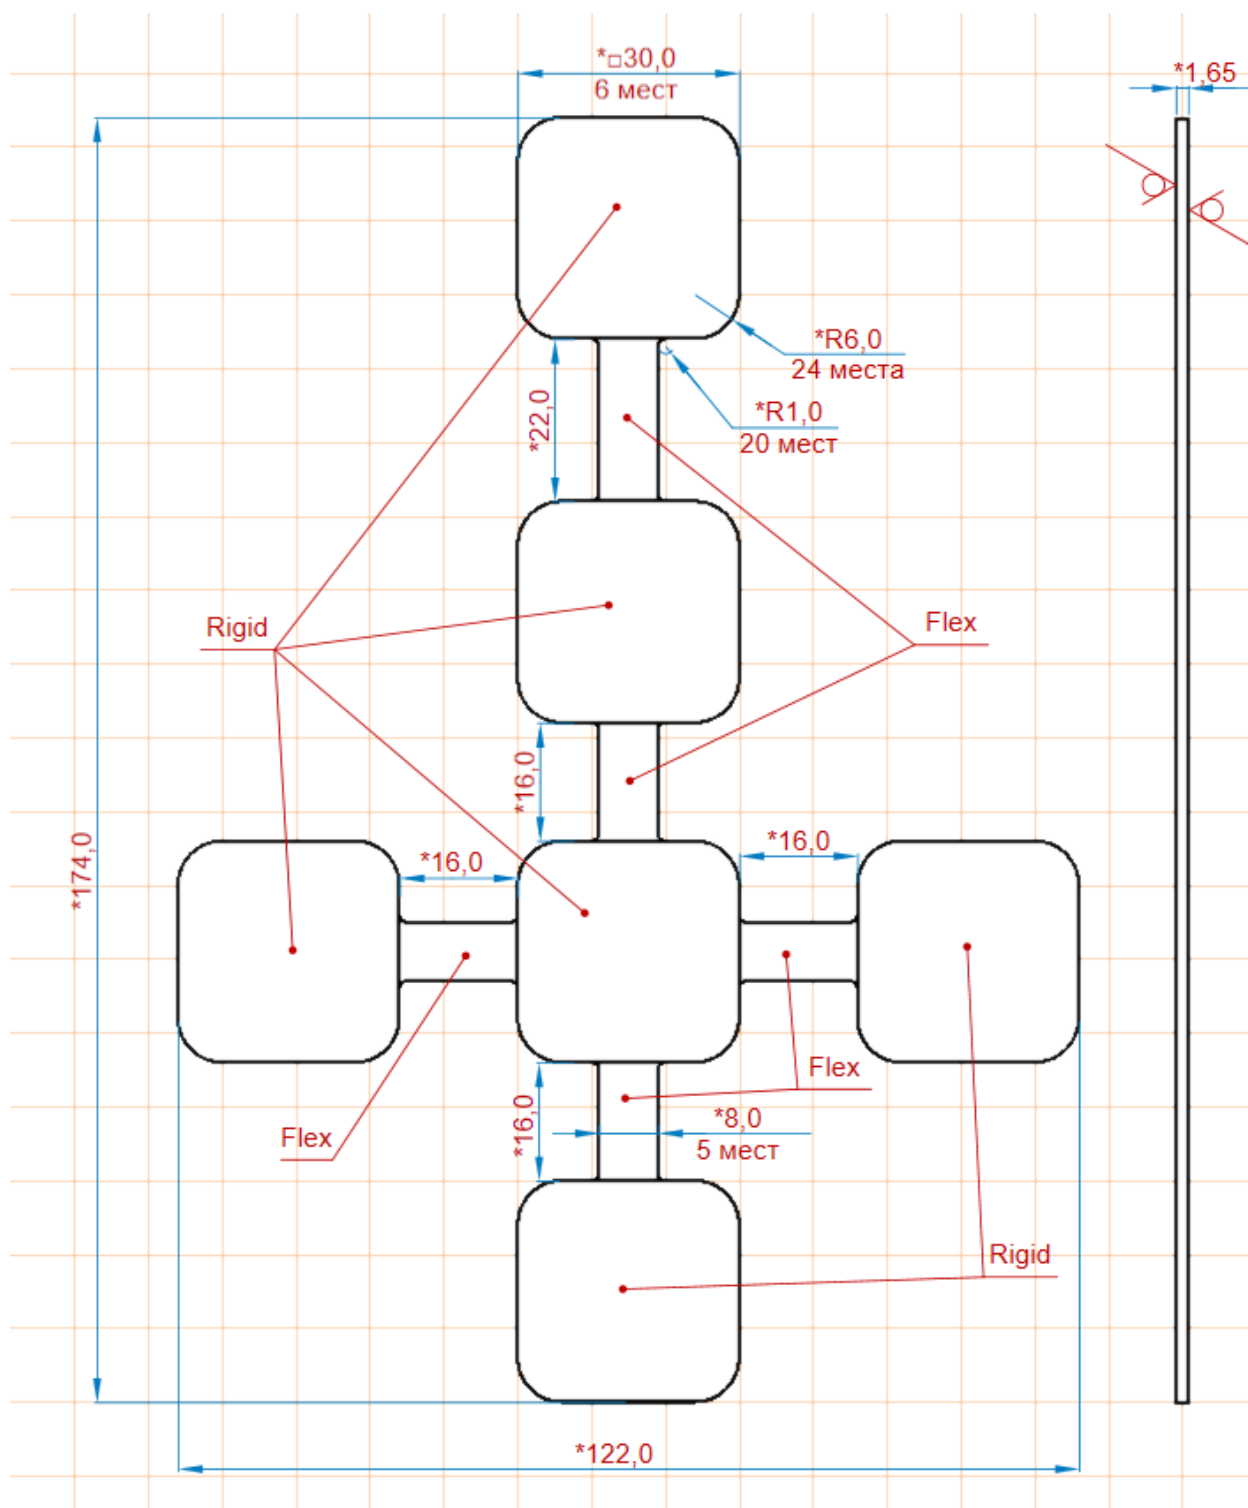 *□30,0
6 мест
*1,65
*R6,0
24 места
*R1,0
20 мест
*22,0
Rigid
Flex
*16,0
*174,0
*16,0
*16,0
Flex
*16,0
*8,0
5 мест
Flex
Rigid
*122,0